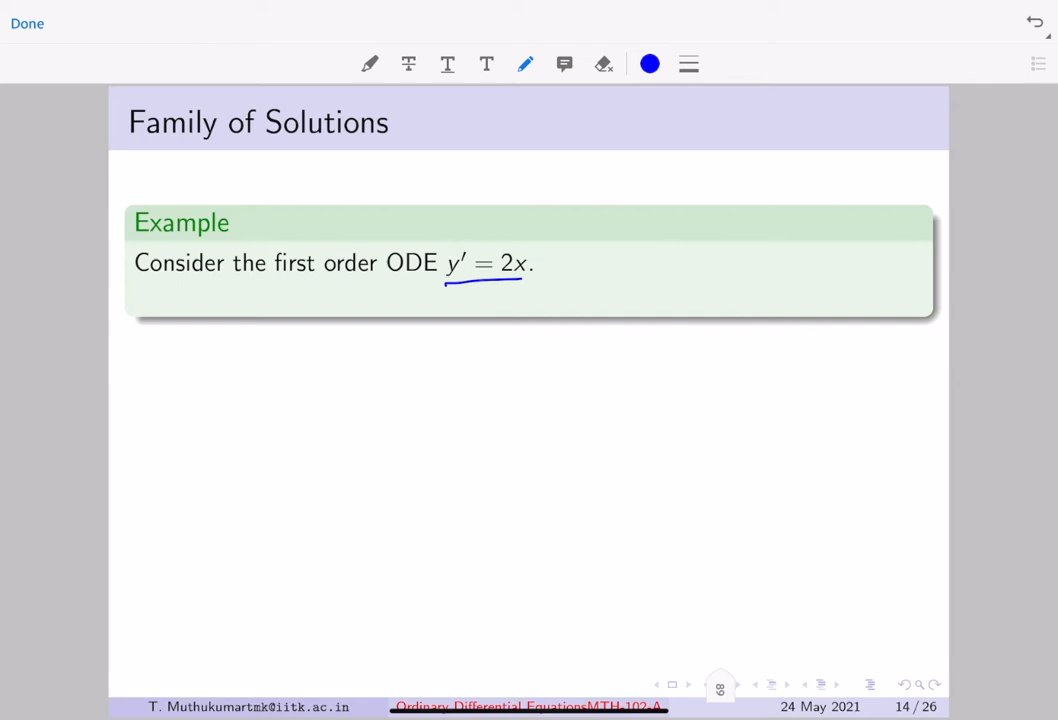 Done
Family of Solutions
Example
Consider the first order ODE y′ = 2x.
89
T. Muthukumartmk@iitk.ac.in Ordinary Differential EquationsMTH-102-A 24 May 2021 14 / 26